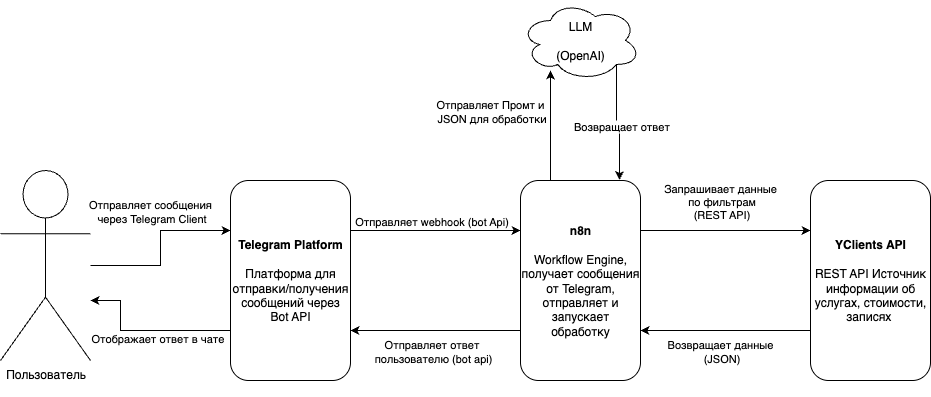 LLM
(OpenAI)
Отправляет Промт и
JSON для обработки
Возвращает ответ
Отправляет сообщения
через Telegram Client
Telegram Platform
Платформа для
отправки/получения
сообщений через
Bot API
Отправляет webhook (bot Api)
n8n
Workflow Engine,
получает сообщения
от Telegram,
отправляет и
запускает
обработку
Запрашивает данные
по фильтрам
(REST API)
YClients API
REST API Источник
информации об
услугах, стоимости,
записях
Отображает ответ в чате
Отправляет ответ
пользователю (bot api)
Возвращает данные
(JSON)
Пользователь